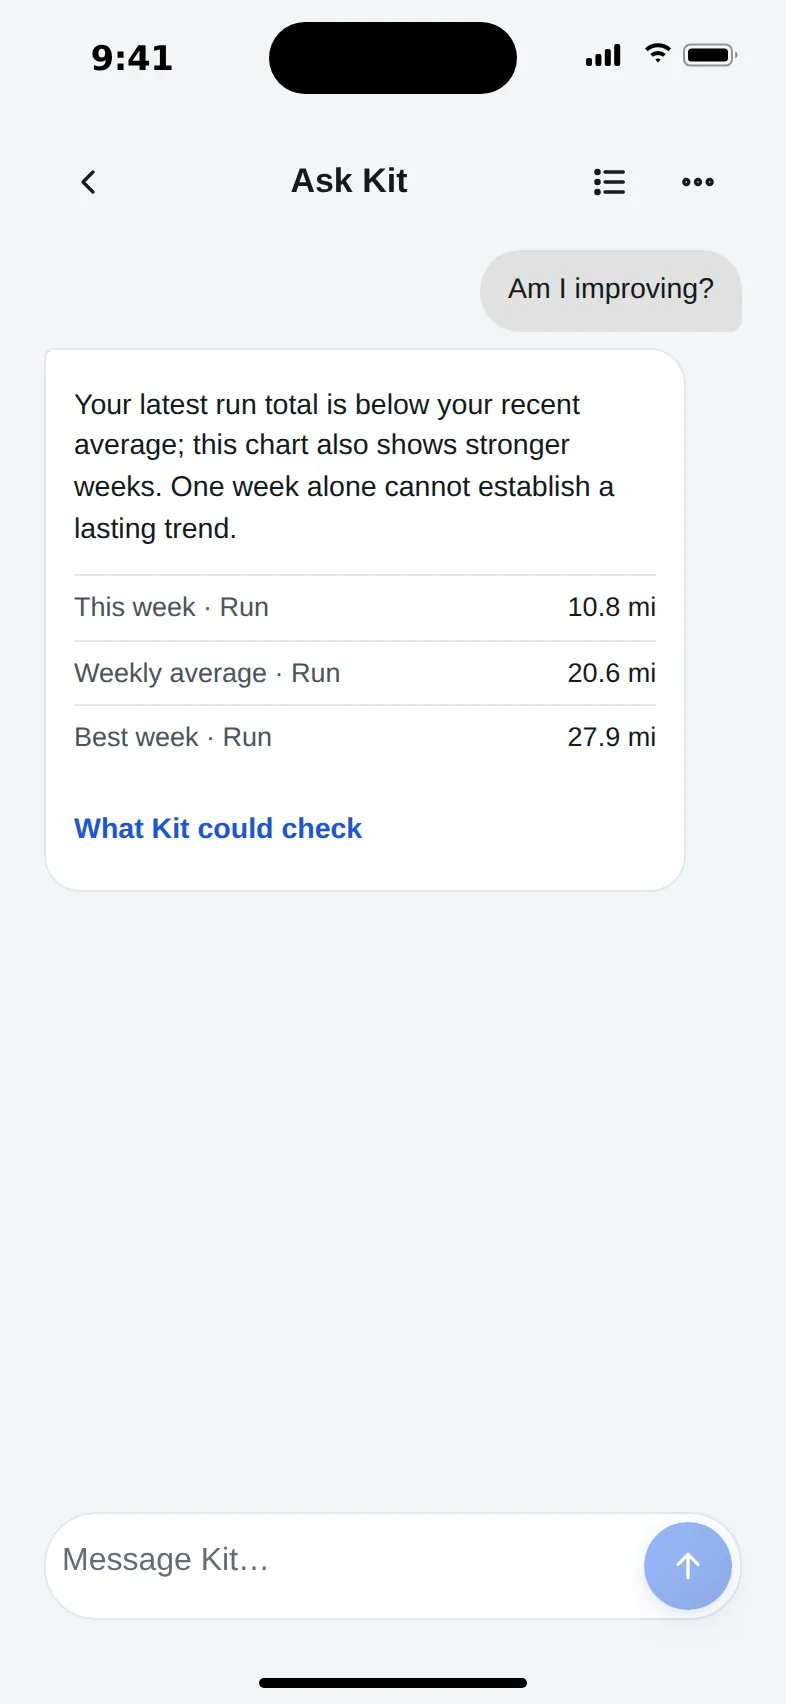 9:41
Ask Kit
Am I improving?
Your latest run total is below your recent
average; this chart also shows stronger
weeks. One week alone cannot establish a
lasting trend.
This week · Run 10.8 mi
Weekly average · Run 20.6 mi
Best week · Run 27.9 mi
What Kit could check
Message Kit…